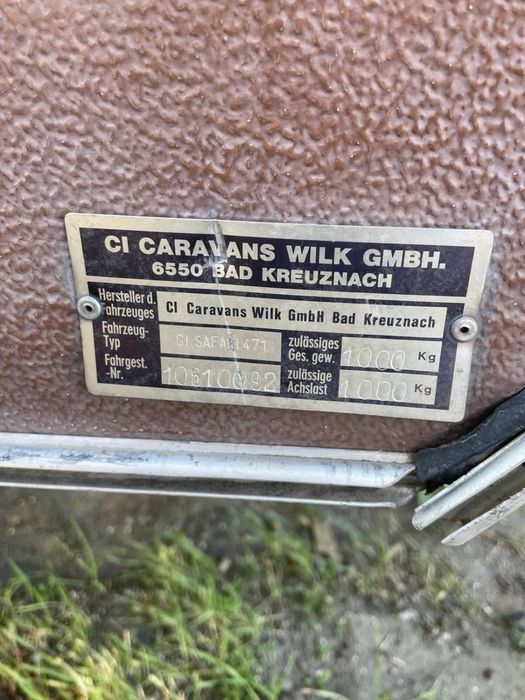 CI CARAVANS WILK GMBH.
6550 BAD KREUZNACH
Hersteller d. Fahrzeuges CI Caravans Wilk GmbH Bad Kreuznach
Fahrzeug-Typ CI SAFARI 471 zulässiges Ges. gew. 1000 Kg
Fahrgest.-Nr. 10610092 zulässige Achslast 1000 Kg